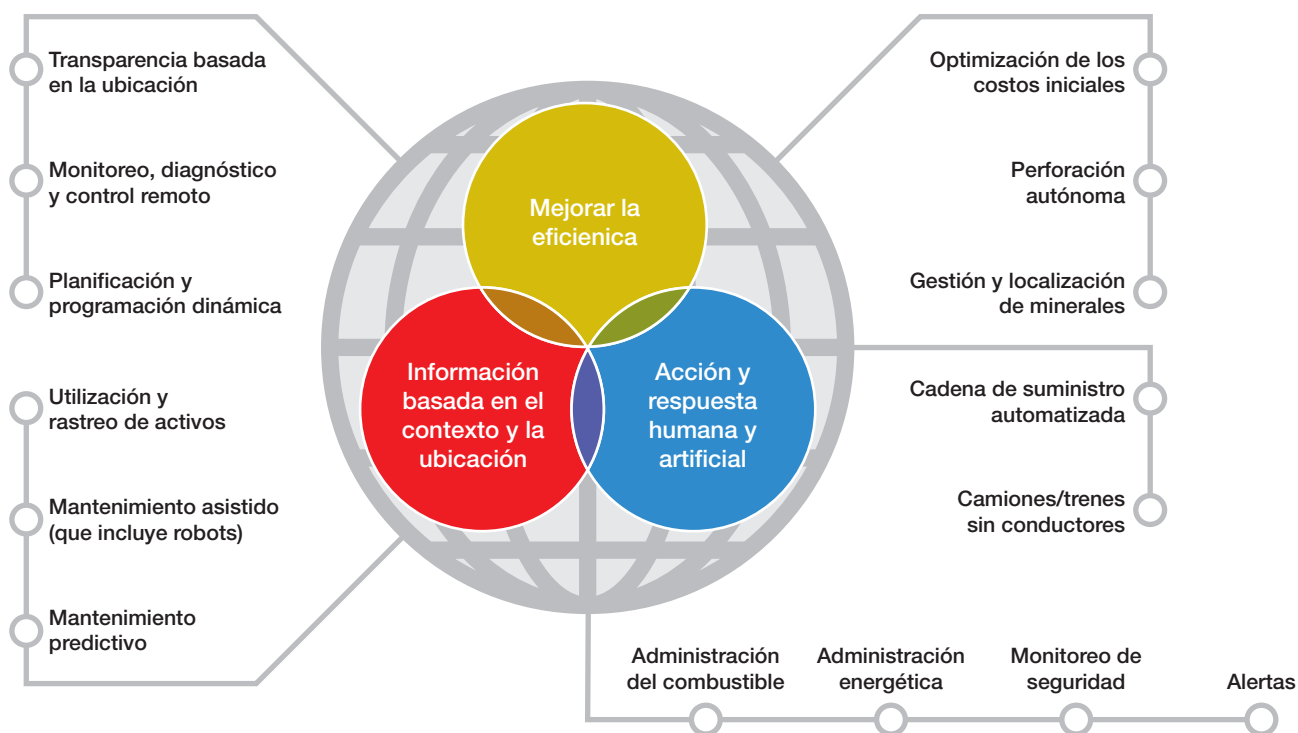 Transparencia basada
en la ubicación
Monitoreo, diagnóstico
y control remoto
Planificación y
programación dinámica
Utilización y
rastreo de activos
Mantenimiento asistido
(que incluye robots)
Mantenimiento
predictivo
Mejorar la
eficienica
Información
basada en el
contexto y la
ubicación
Acción y
respuesta
humana y
artificial
Optimización de los
costos iniciales
Perforación
autónoma
Gestión y localización
de minerales
Cadena de suministro
automatizada
Camiones/trenes
sin conductores
Administración
del combustible
Administración
energética
Monitoreo de
seguridad
Alertas